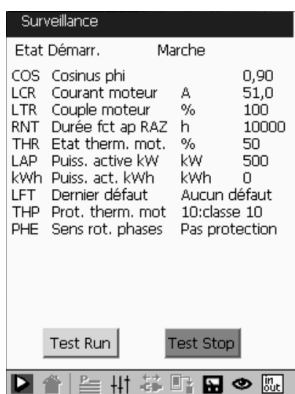 Surveillance
Etat Démarr. Marche
COS Cosinus phi 0,90
LCR Courant moteur A 51,0
LTR Couple moteur % 100
RNT Durée fct ap RAZ h 10000
THR Etat therm. mot. % 50
LAP Puiss. active kW kW 500
kWh Puiss. act. kWh kWh 0
LFT Dernier défaut Aucun défaut
THP Prot. therm. mot 10:classe 10
PHE Sens rot. phases Pas protection
Test Run Test Stop
in out